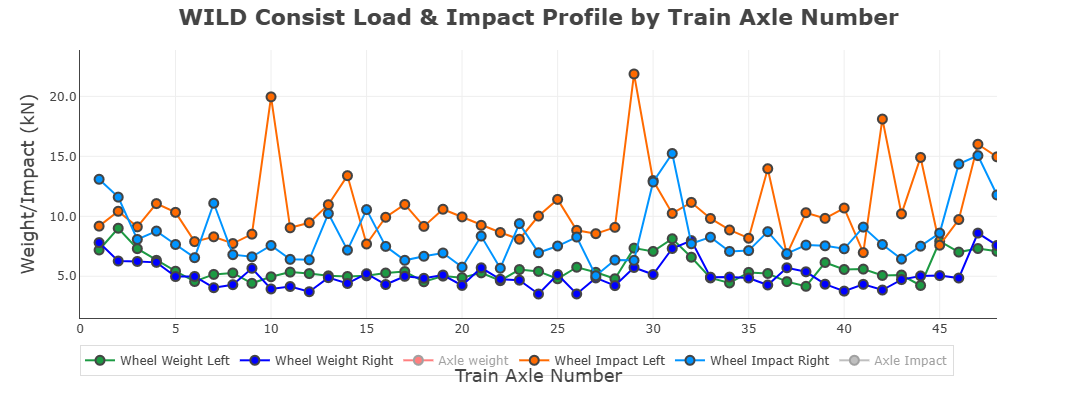 WILD Consist Load & Impact Profile by Train Axle Number
Weight/Impact (kN)
20.0
15.0
10.0
5.0
0 5 10 15 20 25 30 35 40 45
Wheel Weight Left Wheel Weight Right Axle weight Wheel Impact Left Wheel Impact Right Axle Impact
Train Axle Number